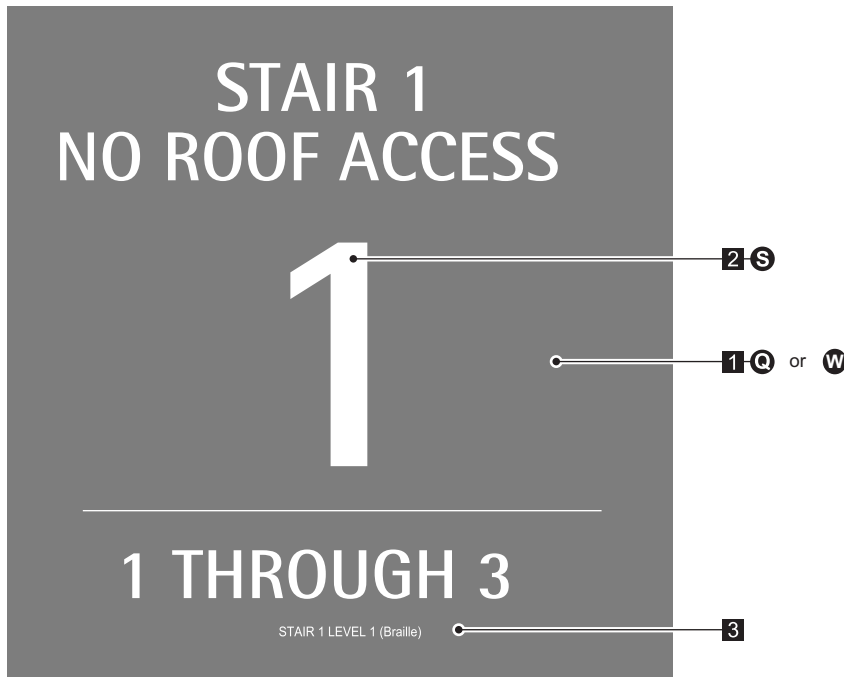 STAIR 1
NO ROOF ACCESS
1
2 S
1 Q or W
1 THROUGH 3
STAIR 1 LEVEL 1 (Braille)
3